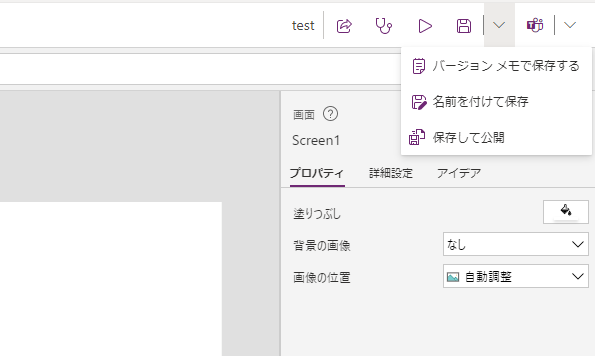 test
バージョン メモで保存する
名前を付けて保存
保存して公開
画面
Screen1
プロパティ 詳細設定 アイデア
塗りつぶし
背景の画像 なし
画像の位置 自動調整